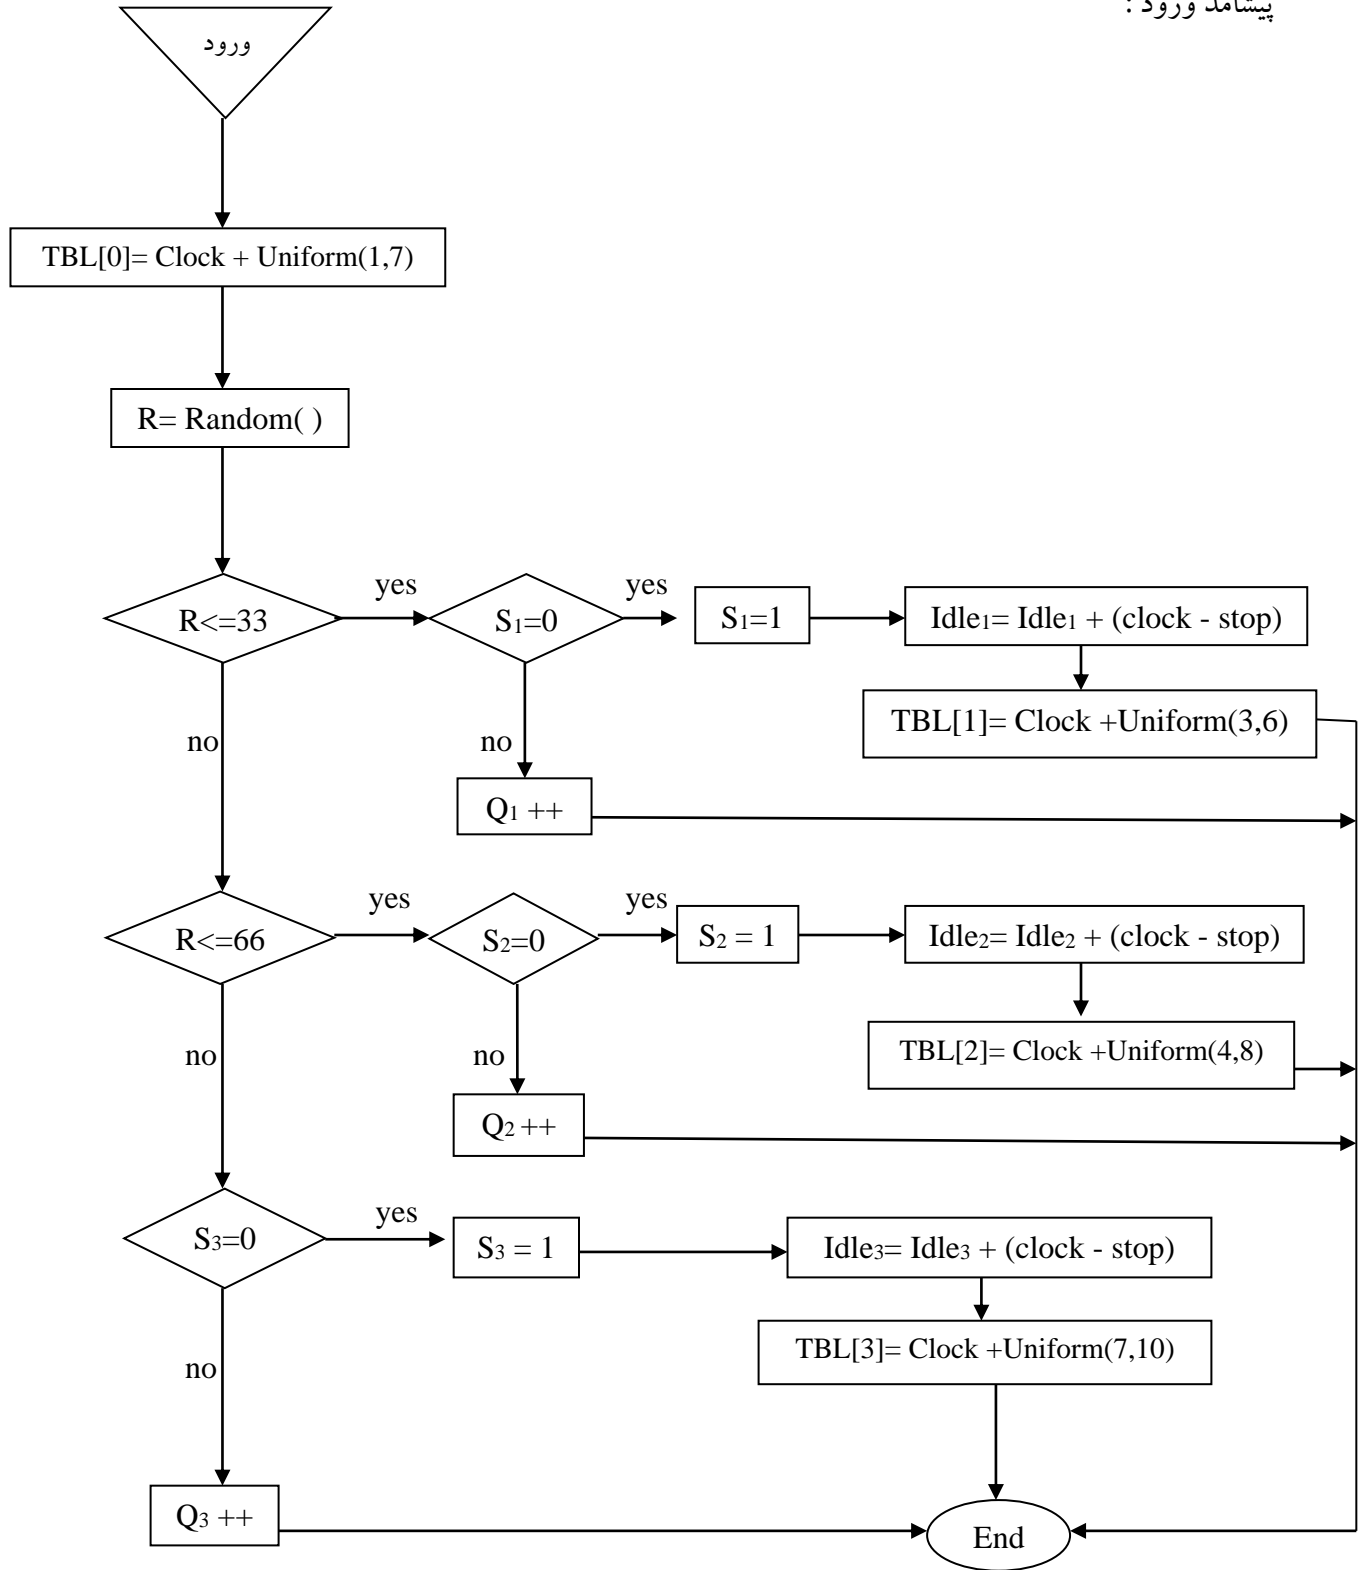 پیشامد ورود :
ورود
TBL[0]= Clock + Uniform(1,7)
R= Random( )
R<=33
yes
S₁=0
yes
S₁=1
Idle₁= Idle₁ + (clock - stop)
TBL[1]= Clock +Uniform(3,6)
no
no
Q₁ ++
R<=66
yes
S₂=0
yes
S₂ = 1
Idle₂= Idle₂ + (clock - stop)
TBL[2]= Clock +Uniform(4,8)
no
no
Q₂ ++
S₃=0
yes
S₃ = 1
Idle₃= Idle₃ + (clock - stop)
TBL[3]= Clock +Uniform(7,10)
no
Q₃ ++
End